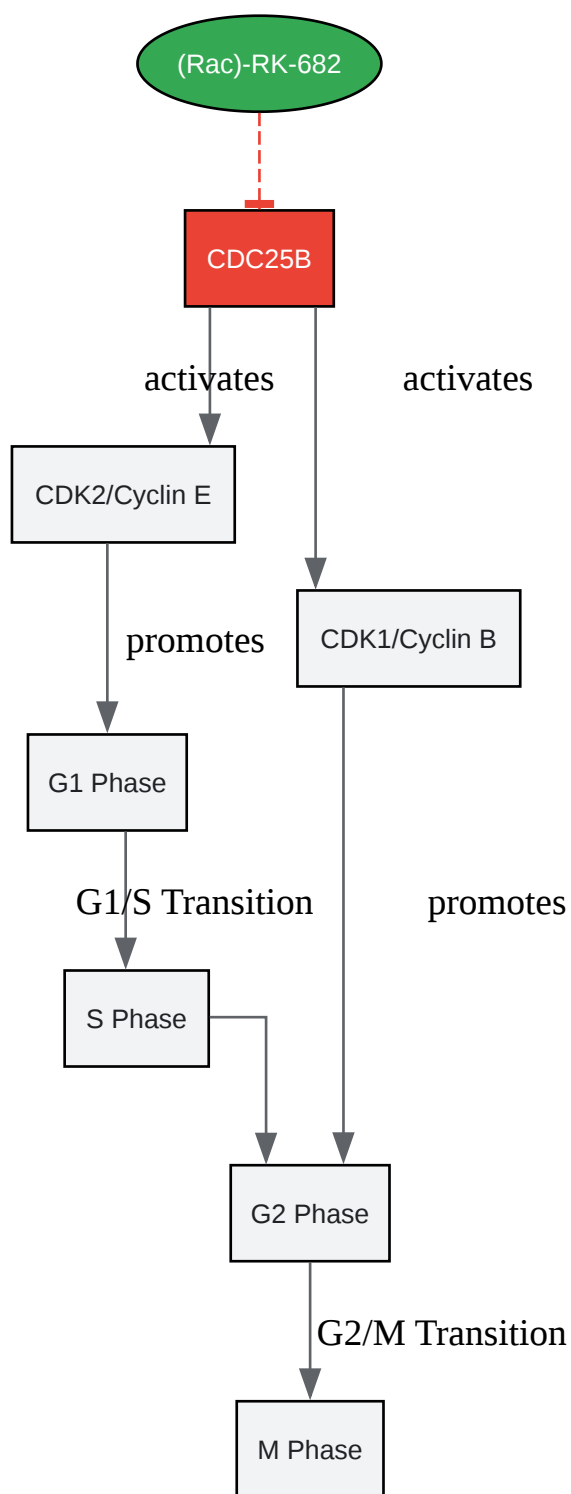 (Rac)-RK-682
CDC25B
activates
activates
CDK2/Cyclin E
promotes
CDK1/Cyclin B
G1 Phase
G1/S Transition
promotes
S Phase
G2 Phase
G2/M Transition
M Phase